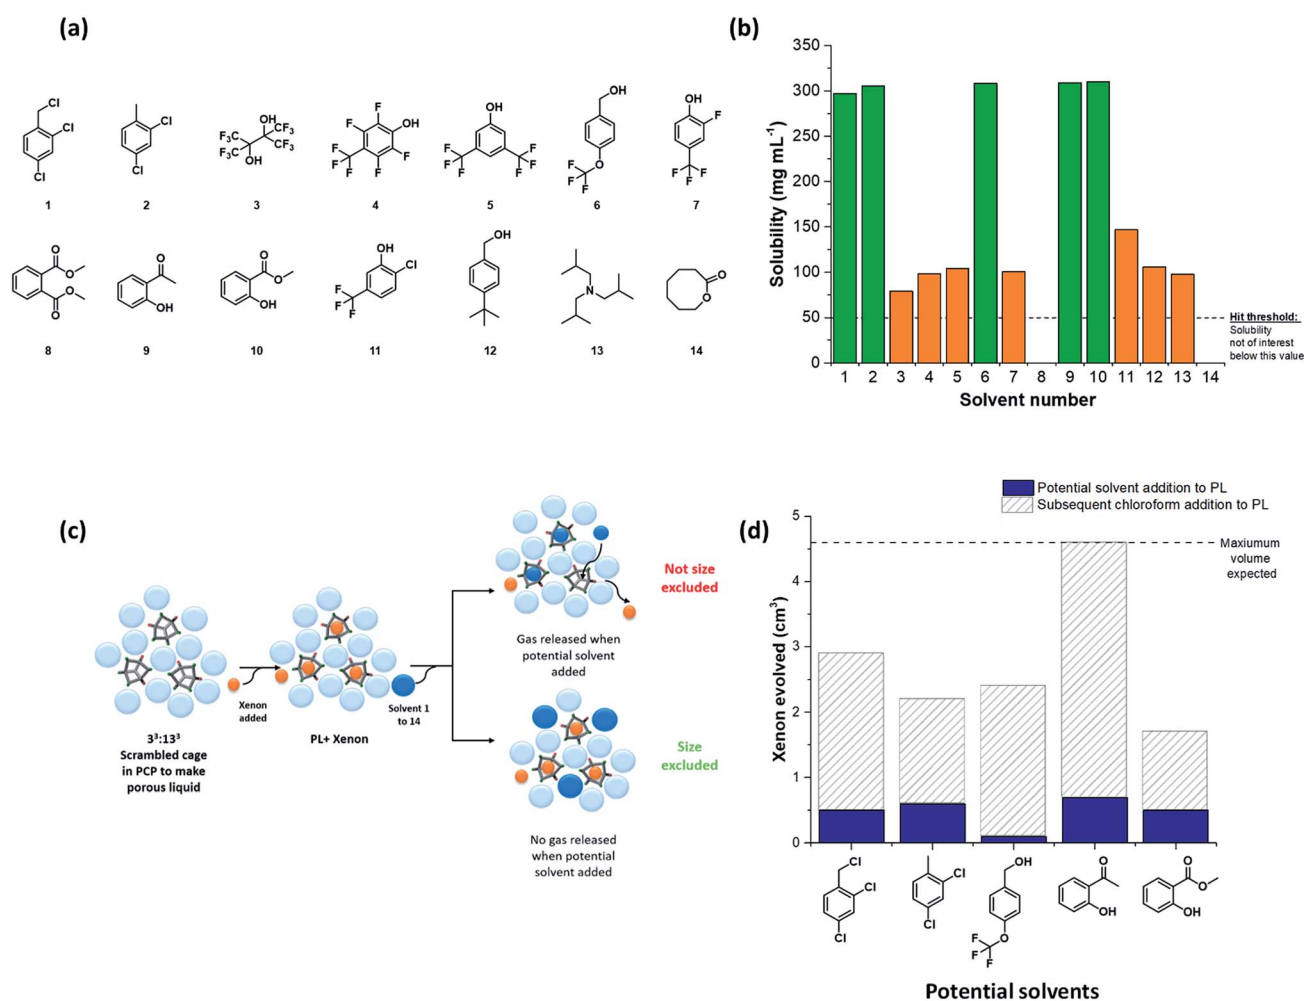 (a)
Cl
Cl
Cl
1
Cl
Cl
2
OH
F3C
CF3
F3C
CF3
OH
3
F
F
OH
F
F
F
F
F
4
OH
F
F
F
F
F
F
5
OH
O
F
F
F
6
OH
F
F
F
F
7
O
O
O
O
8
O
OH
9
O
O
OH
10
OH
Cl
F
F
F
11
OH
12
N
13
O
O
14
(b)
Solubility (mg mL-1)
350
300
250
200
150
100
50
0
1 2 3 4 5 6 7 8 9 10 11 12 13 14
Solvent number
Hit threshold:
Solubility
not of interest
below this value
(c)
3³:13³
Scrambled cage
in PCP to make
porous liquid
Xenon
added
PL+ Xenon
Solvent 1
to 14
Not size
excluded
Gas released when
potential solvent
added
Size
excluded
No gas released
when potential
solvent added
(d)
Potential solvent addition to PL
Subsequent chloroform addition to PL
Xenon evolved (cm³)
5
4
3
2
1
0
Maxiumum
volume
expected
Cl
Cl
Cl
Cl
Cl
OH
O
F
F
F
O
OH
O
O
OH
Potential solvents